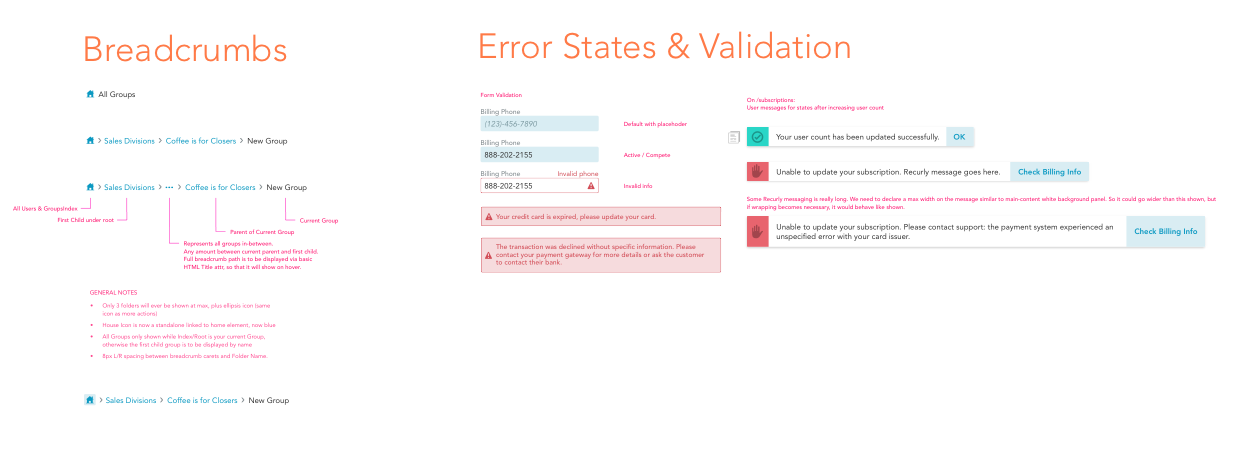 Breadcrumbs
All Groups
Sales Divisions > Coffee is for Closers > New Group
Sales Divisions > ••• > Coffee is for Closers > New Group
All Users & GroupsIndex
First Child under root
Current Group
Parent of Current Group
Represents all groups in-between.
Any amount between current parent and first child.
Full breadcrumb path is to be displayed via basic
HTML Title attr. so that it will show on hover.
GENERAL NOTES
• Only 3 folders will ever be shown at max, plus ellipsis icon (same
icon as more actions)
• House Icon is now a standalone linked to home element, now blue
• All Groups only shown while Index/Root is your current Group,
otherwise the first child group is to be displayed by name.
• 8px L/R spacing between breadcrumb carets and Folder Name
Sales Divisions > Coffee is for Closers > New Group
Error States & Validation
Form Validation
Billing Phone
(123)-456-7890
Default with placehoder
Billing Phone
888-202-2155
Active / Compete
Billing Phone Invalid phone
888-202-2155
Invalid info
Your credit card is expired, please update your card.
The transaction was declined without specific information. Please
contact your payment gateway for more details or ask the customer
to contact their bank.
On /subscriptions:
User messages for states after increasing user count
Your user count has been updated successfully. OK
Unable to update your subscription. Recurly message goes here. Check Billing Info
Some Recurly messaging is really long. We need to declare a max width on the message similar to main-content white background panel. So it could go wider than this shown, but
if wrapping becomes necessary, it would behave like shown.
Unable to update your subscription. Please contact support: the payment system experienced an
unspecified error with your card issuer.
Check Billing Info